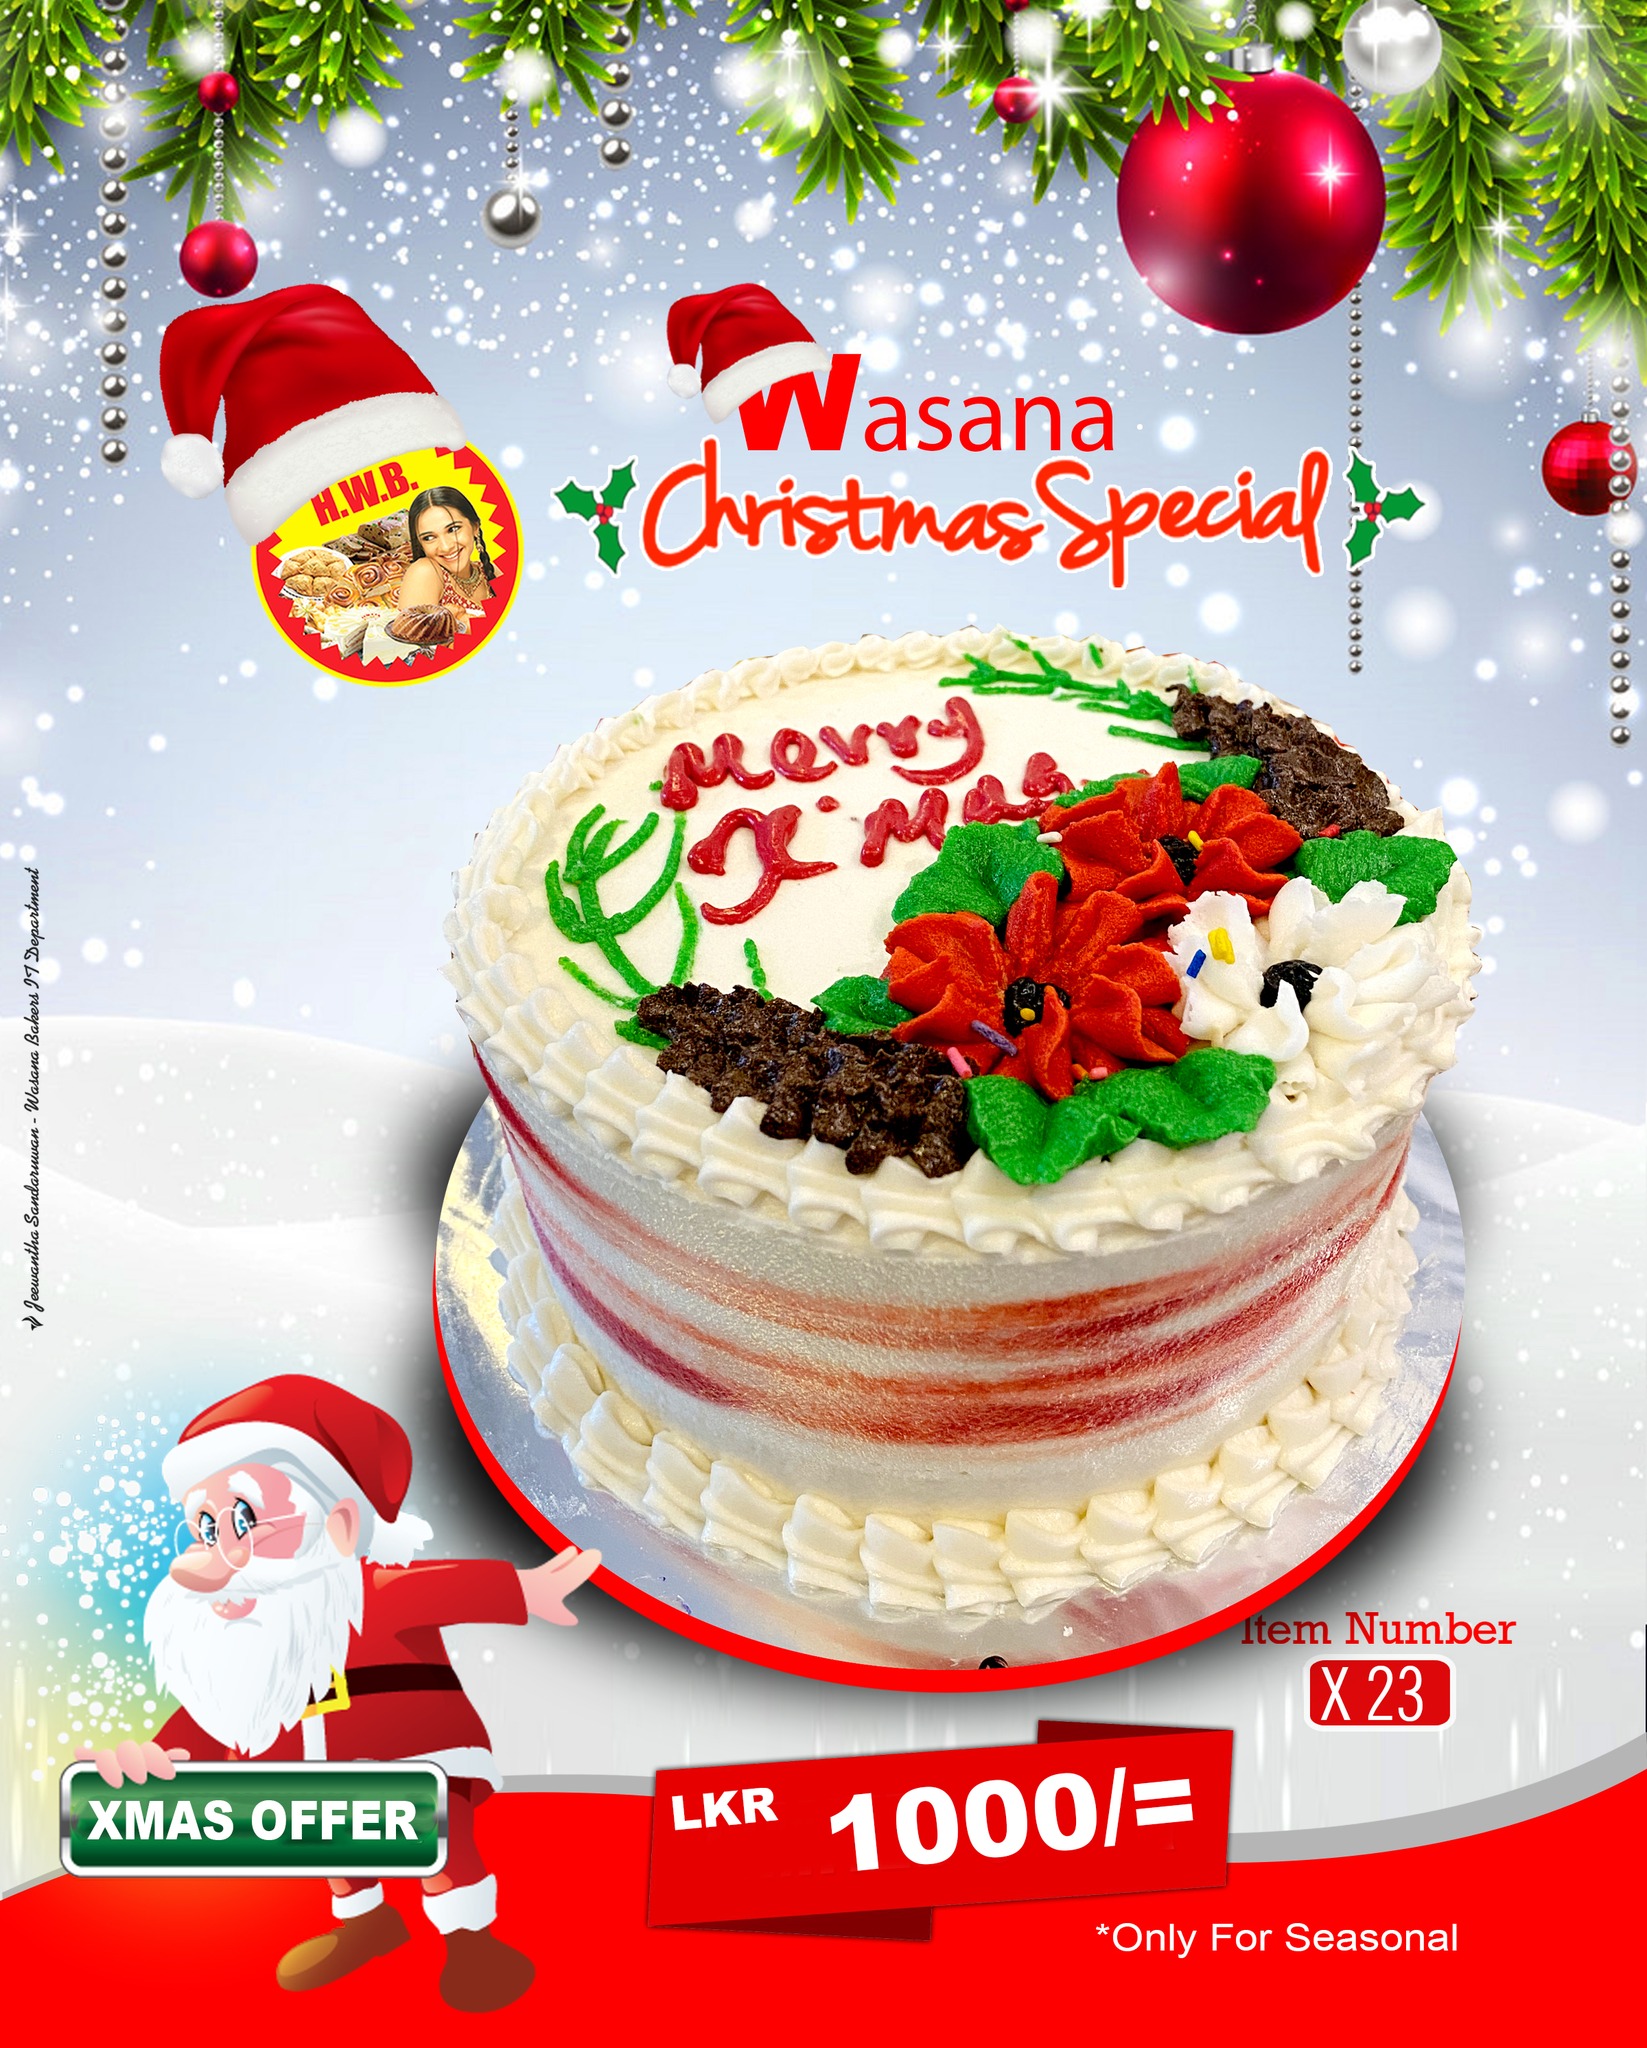 H.W.B.
Wasana
Christmas Special
Merry
X'Mas
Jeewantha Sandaruwan - Wasana Bakers IT Department
Item Number
X 23
XMAS OFFER
LKR 1000/=
*Only For Seasonal